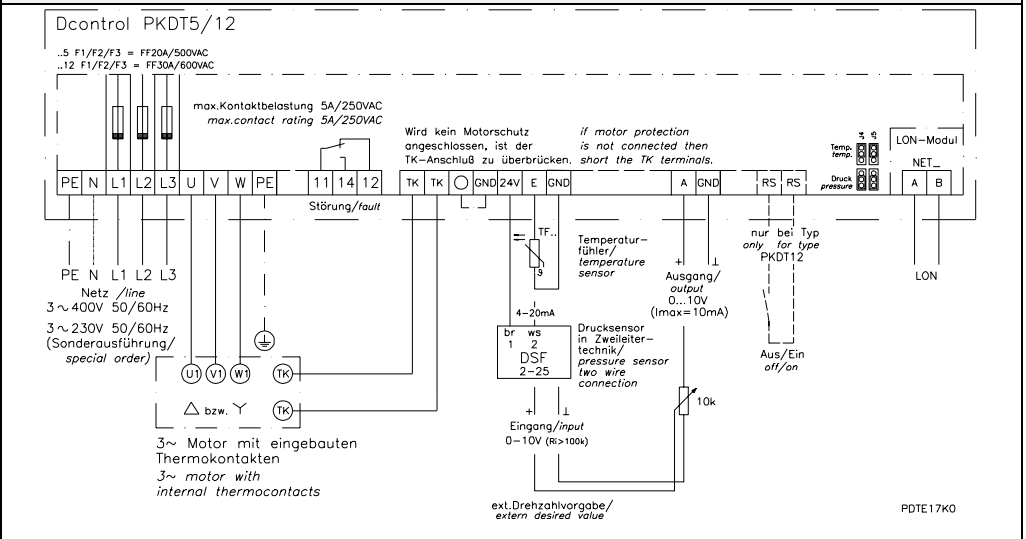 Dcontrol PKDT5/12
..5 F1/F2/F3 = FF20A/500VAC
..12 F1/F2/F3 = FF30A/600VAC
max.Kontaktbelastung 5A/250VAC
max.contact rating 5A/250VAC
Wird kein Motorschutz
angeschlossen, ist der
TK-Anschluß zu überbrücken.
if motor protection
is not connected then
short the TK terminals.
J4 J5
Temp.
temp.
Druck
pressure
LON-Modul
NET_
PE N L1 L2 L3 U V W PE
11 14 12
TK TK GND 24V E GND
A GND
RS RS
A B
Störung/fault
PE N L1 L2 L3
Netz /line
3~400V 50/60Hz
3~230V 50/60Hz
(Sonderausführung/
special order)
U1 V1 W1 TK
bzw.
TK
3~ Motor mit eingebauten
Thermokontakten
3~ motor with
internal thermocontacts
TF..
ϑ
Temperatur-
fühler/
temperature
sensor
4-20mA
br ws
1 2
DSF
2-25
Drucksensor
in Zweileiter-
technik/
pressure sensor
two wire
connection
+ ⊥
Eingang/input
0-10V (Ri>100k)
ext.Drehzahlvorgabe/
extern desired value
+ ⊥
Ausgang/
output
0...10V
(Imax=10mA)
10k
nur bei Typ
only for type
PKDT12
Aus/Ein
off/on
LON
PDTE17K0